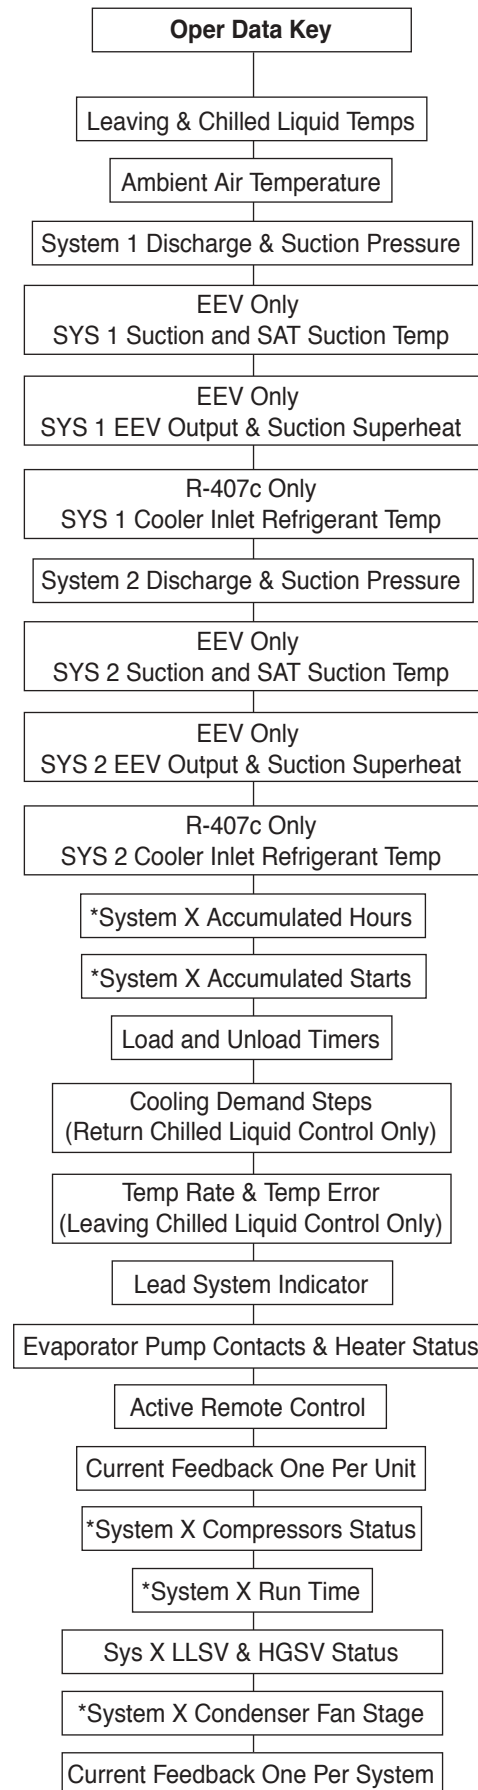 Oper Data Key
Leaving & Chilled Liquid Temps
Ambient Air Temperature
System 1 Discharge & Suction Pressure
EEV Only
SYS 1 Suction and SAT Suction Temp
EEV Only
SYS 1 EEV Output & Suction Superheat
R-407c Only
SYS 1 Cooler Inlet Refrigerant Temp
System 2 Discharge & Suction Pressure
EEV Only
SYS 2 Suction and SAT Suction Temp
EEV Only
SYS 2 EEV Output & Suction Superheat
R-407c Only
SYS 2 Cooler Inlet Refrigerant Temp
*System X Accumulated Hours
*System X Accumulated Starts
Load and Unload Timers
Cooling Demand Steps
(Return Chilled Liquid Control Only)
Temp Rate & Temp Error
(Leaving Chilled Liquid Control Only)
Lead System Indicator
Evaporator Pump Contacts & Heater Status
Active Remote Control
Current Feedback One Per Unit
*System X Compressors Status
*System X Run Time
Sys X LLSV & HGSV Status
*System X Condenser Fan Stage
Current Feedback One Per System